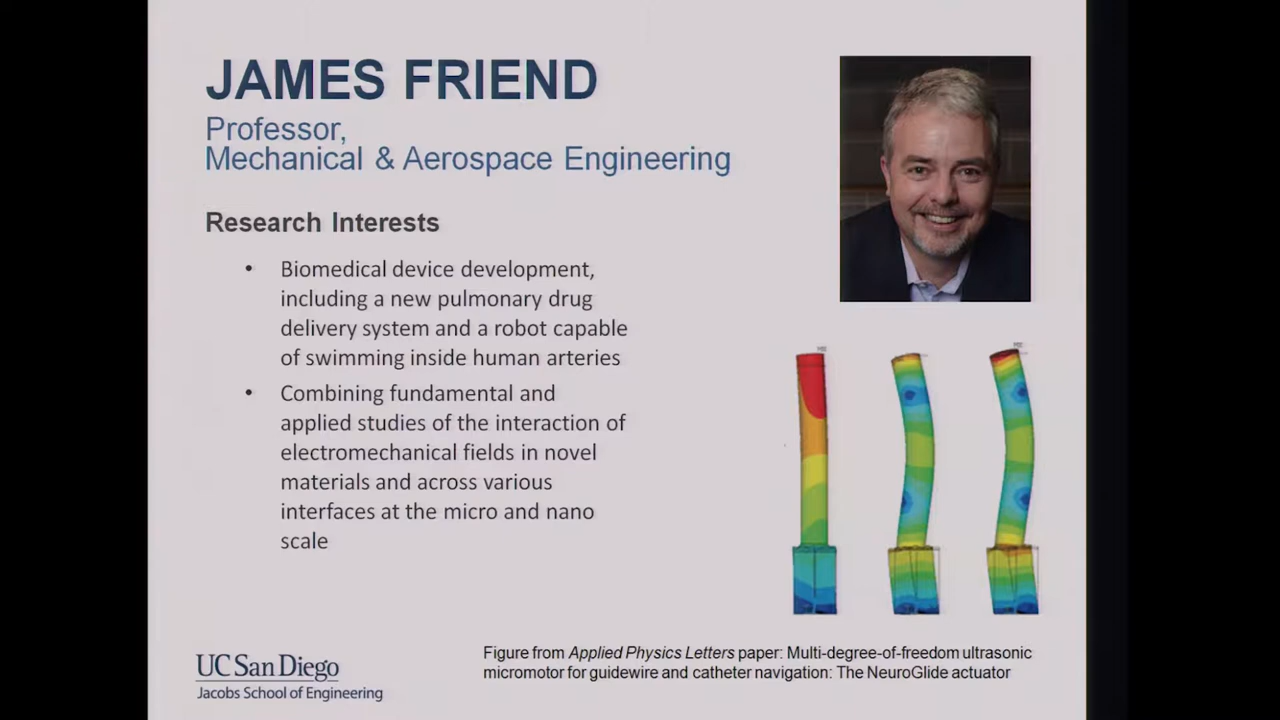 JAMES FRIEND
Professor,
Mechanical & Aerospace Engineering
Research Interests
• Biomedical device development,
including a new pulmonary drug
delivery system and a robot capable
of swimming inside human arteries
• Combining fundamental and
applied studies of the interaction of
electromechanical fields in novel
materials and across various
interfaces at the micro and nano
scale
UC San Diego
Jacobs School of Engineering
Figure from Applied Physics Letters paper: Multi-degree-of-freedom ultrasonic
micromotor for guidewire and catheter navigation: The NeuroGlide actuator